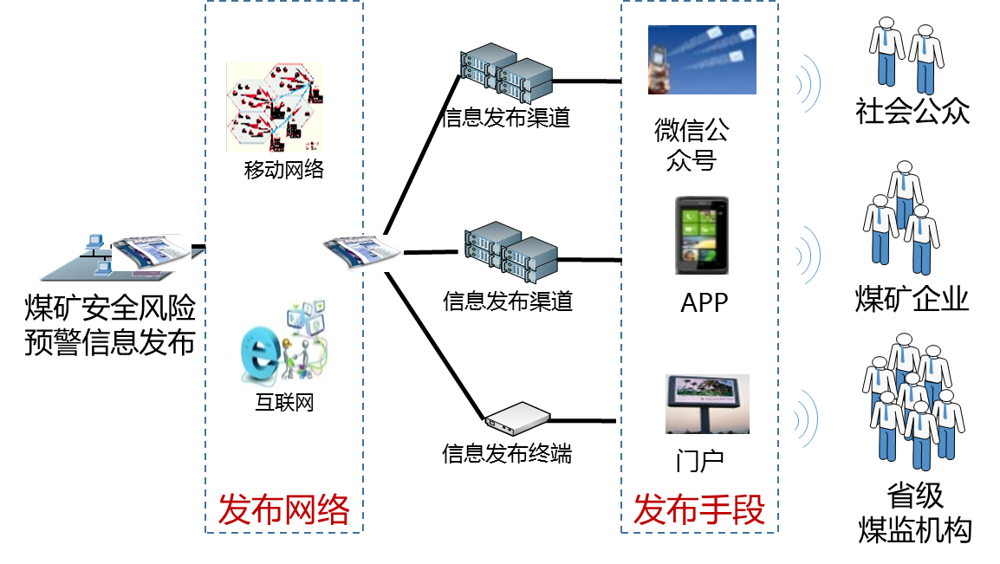 移动网络
煤矿安全风险
预警信息发布
互联网
发布网络
信息发布渠道
信息发布渠道
信息发布终端
微信公
众号
APP
门户
发布手段
社会公众
煤矿企业
省级
煤监机构